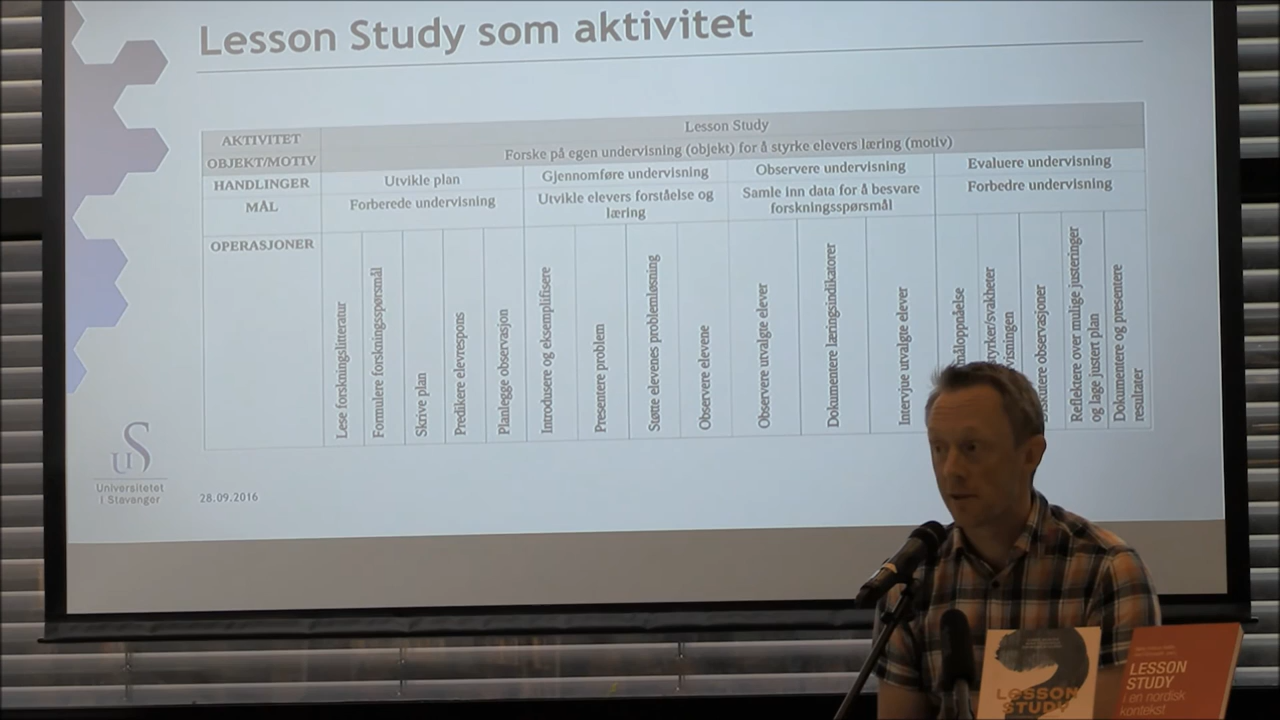 Lesson Study som aktivitet
AKTIVITET
Lesson Study
OBJEKT/MOTIV
Forske på egen undervisning (objekt) for å styrke elevers læring (motiv)
HANDLINGER
Utvikle plan
Gjennomføre undervisning
Observere undervisning
Evaluere undervisning
MÅL
Forberede undervisning
Utvikle elevers forståelse og
læring
Samle inn data for å besvare
forskningsspørsmål
Forbedre undervisning
OPERASJONER
Lese forskningslitteratur
Formulere forskningsspørsmål
Skrive plan
Predikere elevrespons
Planlegge observasjon
Introdusere og eksemplifisere
Presentere problem
Støtte elevenes problemløsning
Observere elevene
Observere utvalgte elever
Dokumentere læringsindikatorer
Intervjue utvalgte elever
måloppnåelse
observasjoner
Reflektere over mulige justeringer
og lage justert plan
Dokumentere og presentere
resultater
US
Universitetet
i Stavanger
28.09.2016
LESSON
STUDY
LESSON
STUDY
i en nordisk
kontekst